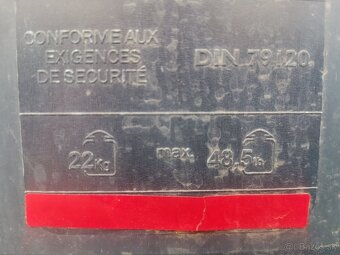 CONFORME AUX
EXIGENCES
DE SECURITÉ
DIN 79120
22kg max. 48.5lb